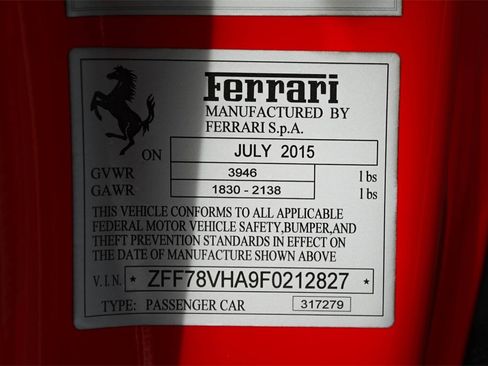 Ferrari
MANUFACTURED BY
FERRARI S.p.A.
ON JULY 2015
GVWR 3946 lbs
GAWR 1830 - 2138 lbs
THIS VEHICLE CONFORMS TO ALL APPLICABLE
FEDERAL MOTOR VEHICLE SAFETY,BUMPER,AND
THEFT PREVENTION STANDARDS IN EFFECT ON
THE DATE OF MANUFACTURE SHOWN ABOVE
V.I.N. * ZFF78VHA9F0212827 *
TYPE: PASSENGER CAR 317279